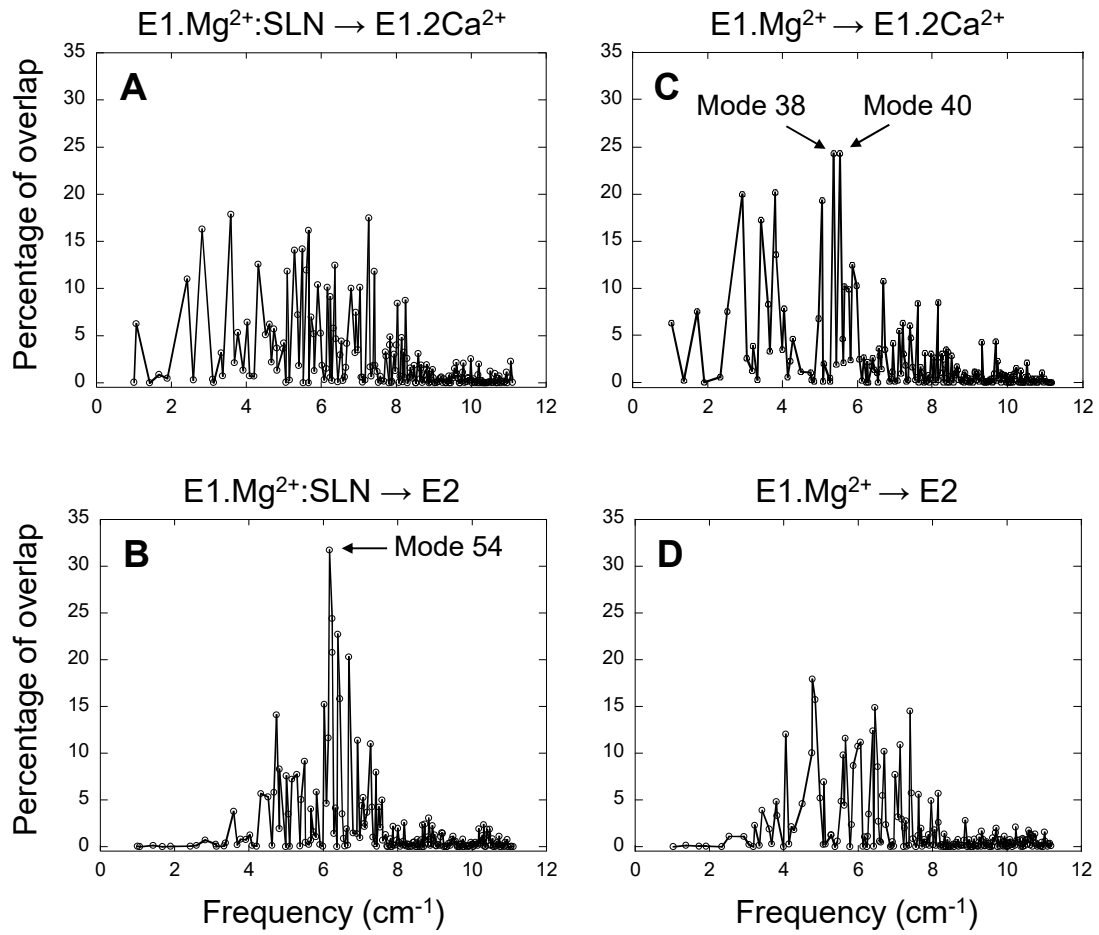 E1.Mg²⁺:SLN → E1.2Ca²⁺
E1.Mg²⁺ → E1.2Ca²⁺
Percentage of overlap
35
30
25
20
15
10
5
0
A
0 2 4 6 8 10 12
35
30
25
20
15
10
5
0
C
Mode 38
Mode 40
0 2 4 6 8 10 12
E1.Mg²⁺:SLN → E2
E1.Mg²⁺ → E2
Percentage of overlap
35
30
25
20
15
10
5
0
B
Mode 54
0 2 4 6 8 10 12
Frequency (cm⁻¹)
35
30
25
20
15
10
5
0
D
0 2 4 6 8 10 12
Frequency (cm⁻¹)